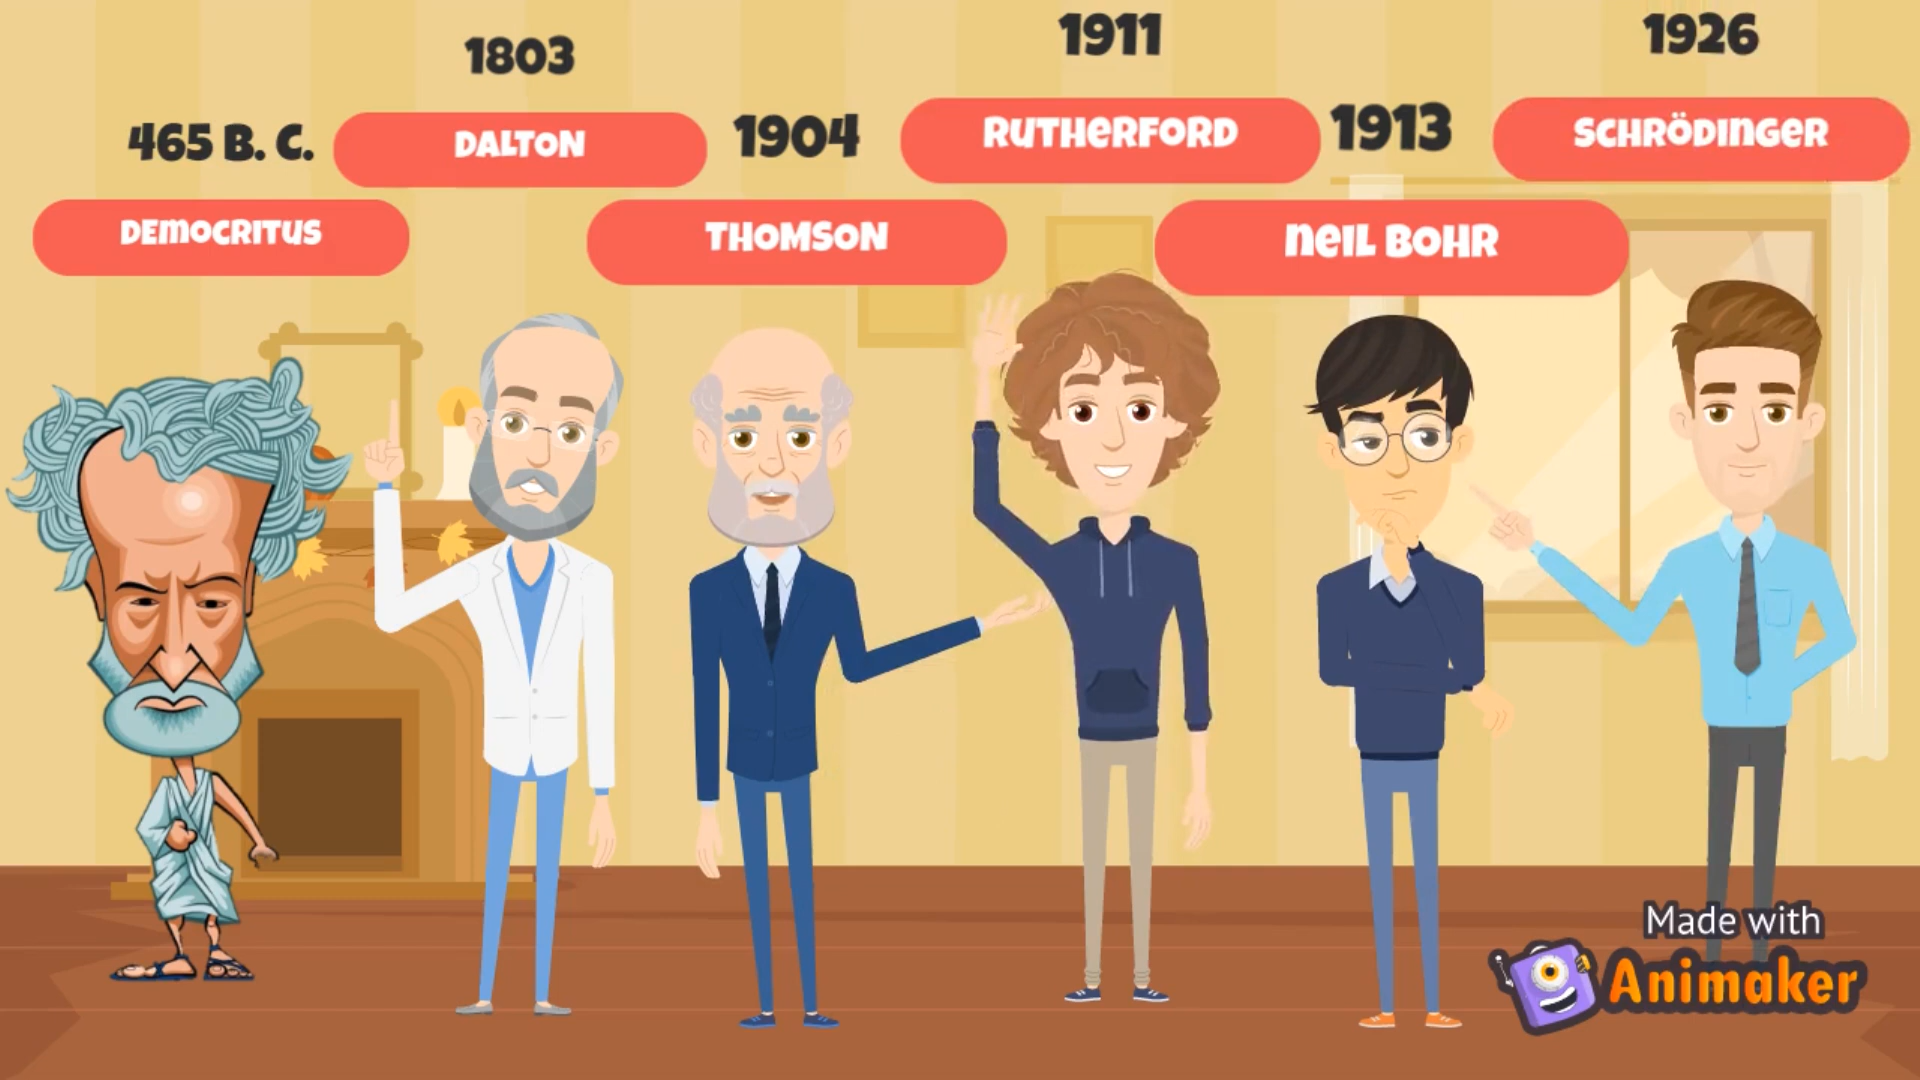 465 B. C.
DEMOCRITUS
1803
DALTON
1904
THOMSON
1911
RUTHERFORD
1913
NEIL BOHR
1926
SCHRÖDINGER
Made with
Animaker